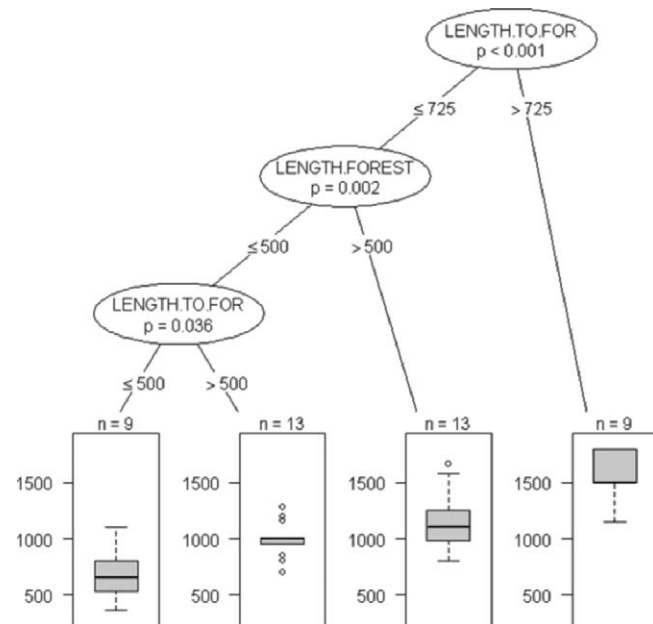 LENGTH.TO.FOR
p < 0.001
≤ 725
> 725
LENGTH.FOREST
p = 0.002
≤ 500
> 500
LENGTH.TO.FOR
p = 0.036
≤ 500
> 500
n = 9
n = 13
n = 13
n = 9
1500
1000
500
1500
1000
500
1500
1000
500
1500
1000
500